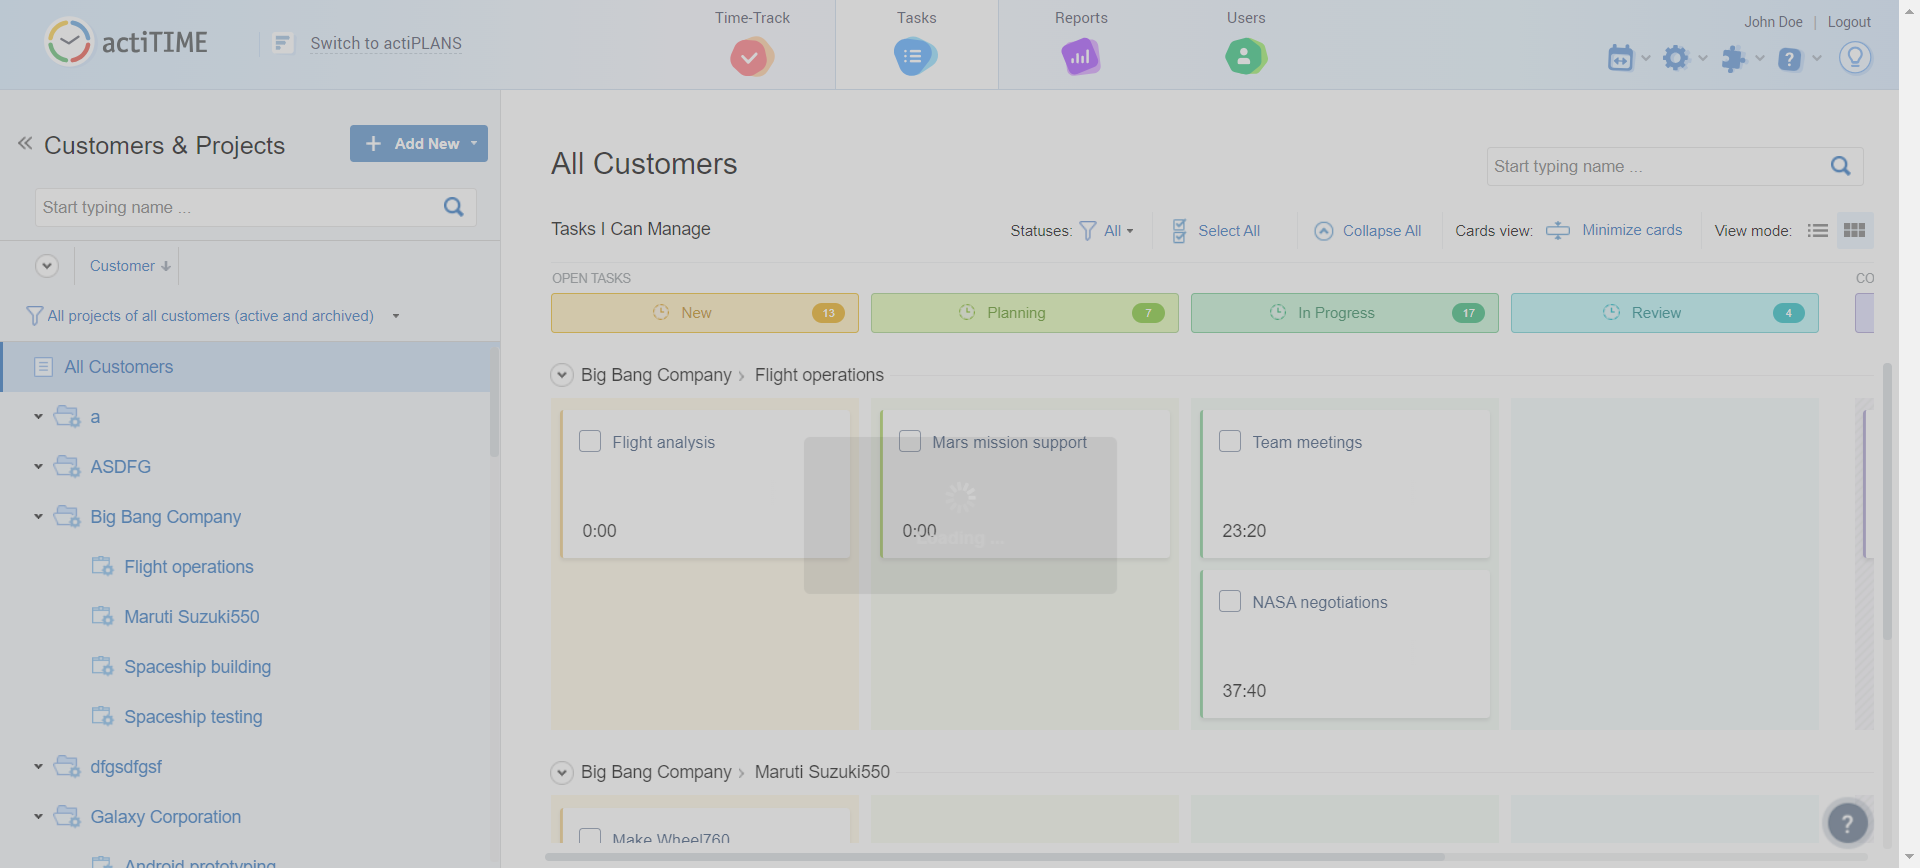 actiTIME
Switch to actiPLANS
Time-Track
Tasks
Reports
Users
John Doe | Logout
Customers & Projects
+ Add New
Start typing name ...
Customer
All projects of all customers (active and archived)
All Customers
a
ASDFG
Big Bang Company
Flight operations
Maruti Suzuki550
Spaceship building
Spaceship testing
dfgsdfgsf
Galaxy Corporation
Android prototyping
All Customers
Start typing name ...
Tasks I Can Manage
Statuses: All
Select All
Collapse All
Cards view: Minimize cards
View mode:
OPEN TASKS
CO
New 13
Planning 7
In Progress 17
Review 4
Big Bang Company > Flight operations
Flight analysis
0:00
Mars mission support
0:00
Loading ...
Team meetings
23:20
NASA negotiations
37:40
Big Bang Company > Maruti Suzuki550
Make Wheel760
?